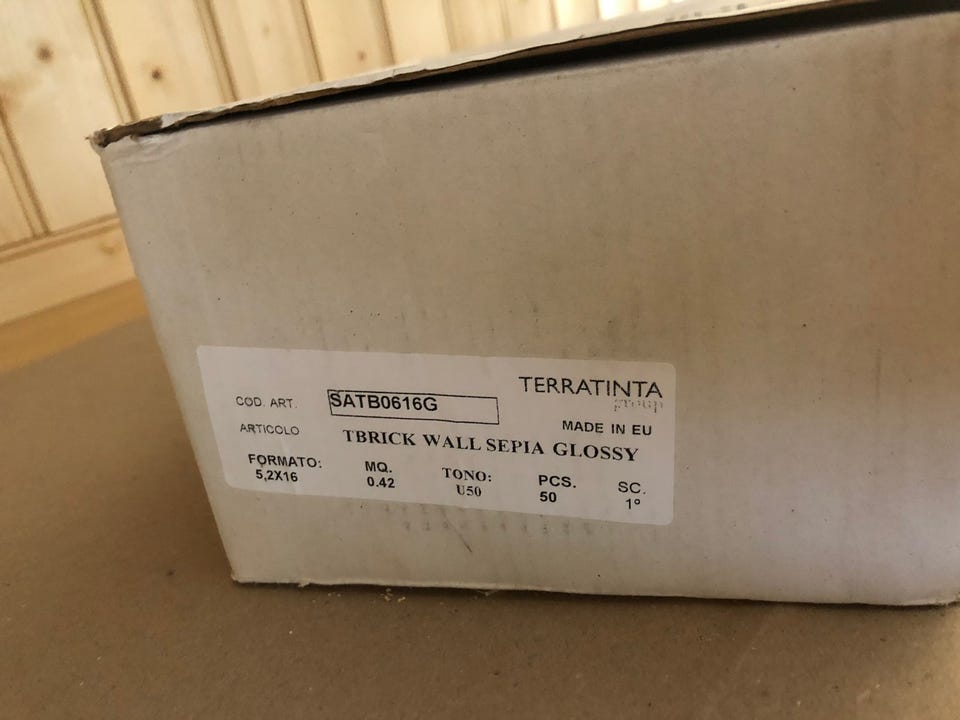 TERRATINTA
group
COD. ART. SATB0616G
MADE IN EU
ARTICOLO TBRICK WALL SEPIA GLOSSY
FORMATO: MQ. TONO: PCS. SC.
5,2X16 0.42 U50 50 1°